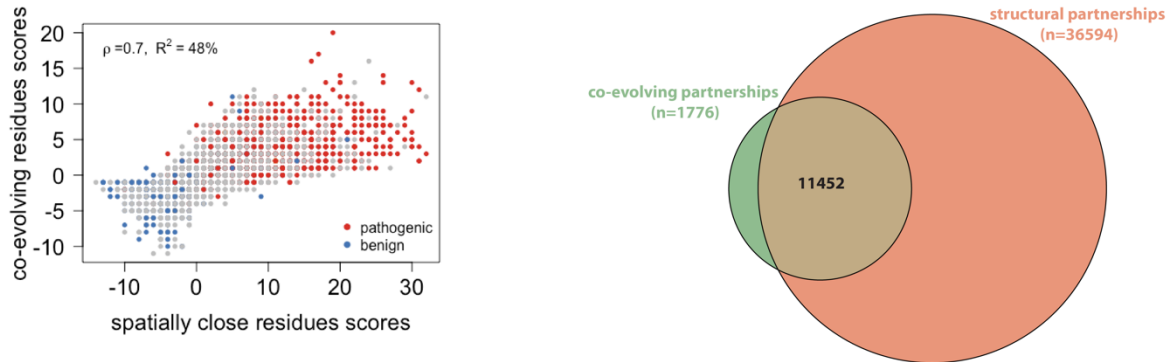 co-evolving residues scores
20
15
10
5
0
-5
-10
ρ =0.7, R² = 48%
pathogenic
benign
-10 0 10 20 30
spatially close residues scores
structural partnerships
(n=36594)
co-evolving partnerships
(n=1776)
11452